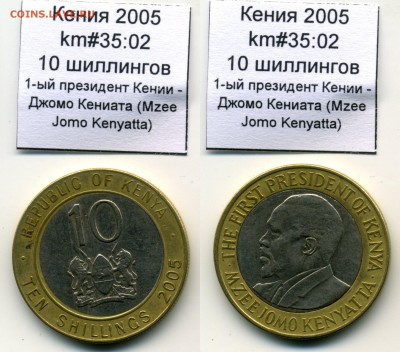 COINS.SU
Кения 2005
km#35:02
10 шиллингов
1-ый президент Кении -
Джомо Кениата (Mzee
Jomo Kenyatta)
Кения 2005
km#35:02
10 шиллингов
1-ый президент Кении -
Джомо Кениата (Mzee
Jomo Kenyatta)
REPUBLIC OF KENYA
10
TEN SHILLINGS 2005
THE FIRST PRESIDENT OF KENYA
MZEE JOMO KENYATTA